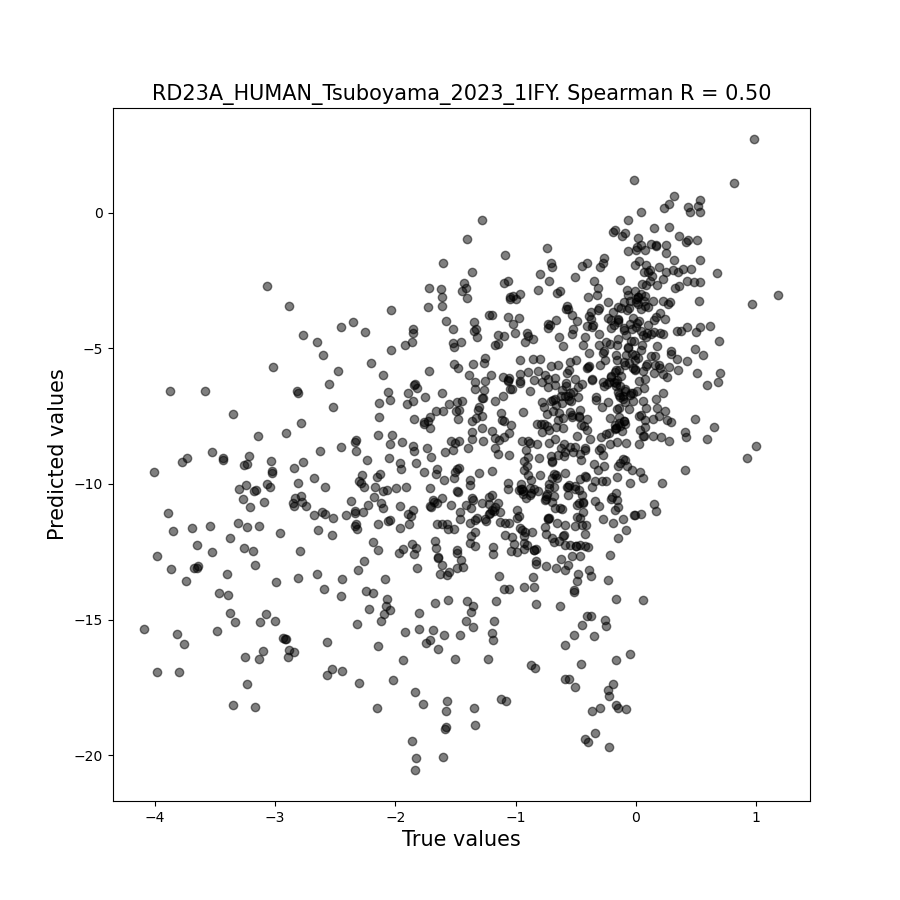 RD23A_HUMAN_Tsuboyama_2023_1IFY. Spearman R = 0.50
0
−5
−10
−15
−20
Predicted values
−4 −3 −2 −1 0 1
True values